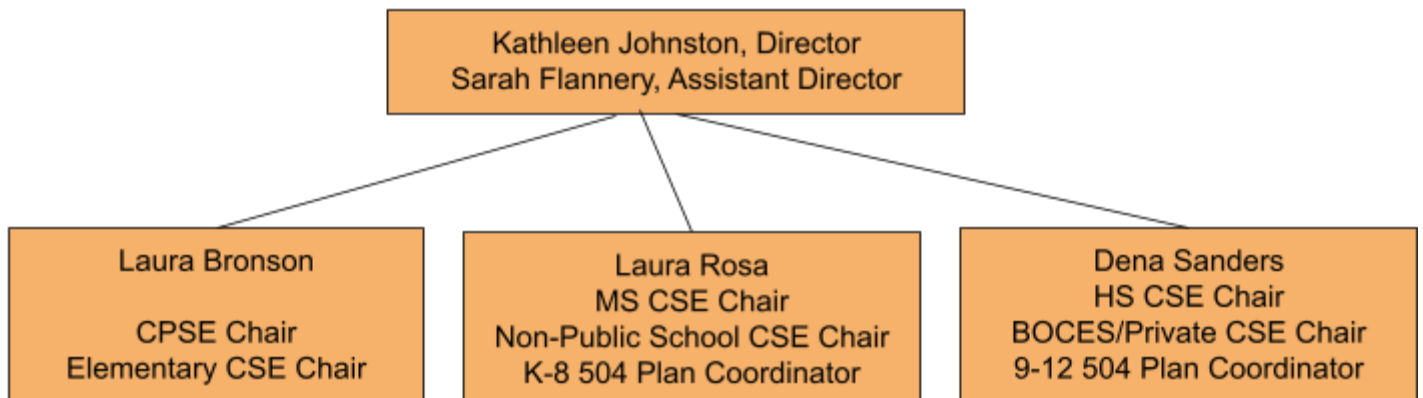 Kathleen Johnston, Director
Sarah Flannery, Assistant Director
Laura Bronson
CPSE Chair
Elementary CSE Chair
Laura Rosa
MS CSE Chair
Non-Public School CSE Chair
K-8 504 Plan Coordinator
Dena Sanders
HS CSE Chair
BOCES/Private CSE Chair
9-12 504 Plan Coordinator